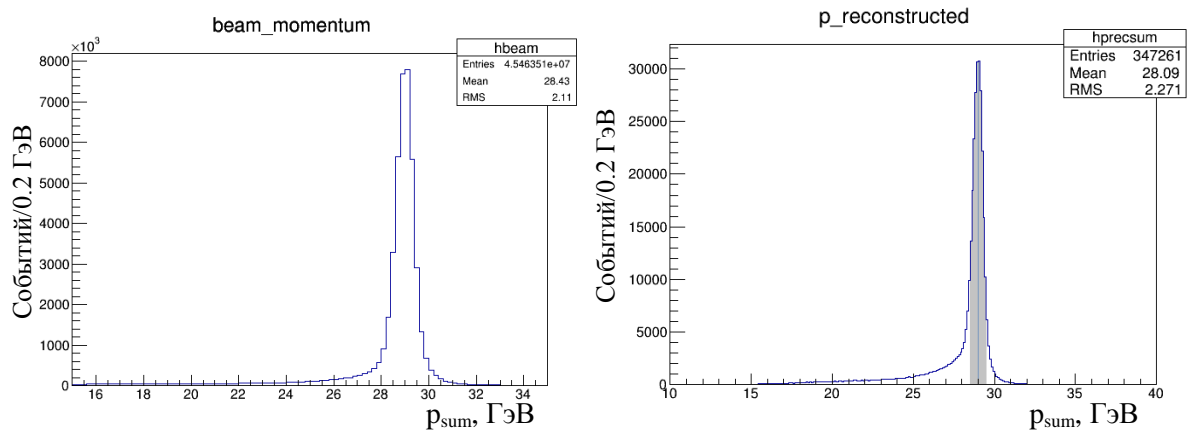 beam_momentum
×10³
hbeam
Entries 4.546351e+07
Mean 28.43
RMS 2.11
8000
7000
6000
5000
4000
3000
2000
1000
0
16 18 20 22 24 26 28 30 32 34
Событий/0.2 ГэВ
p_sum, ГэВ
p_reconstructed
hprecsum
Entries 347261
Mean 28.09
RMS 2.271
30000
25000
20000
15000
10000
5000
0
10 15 20 25 30 35 40
Событий/0.2 ГэВ
p_sum, ГэВ